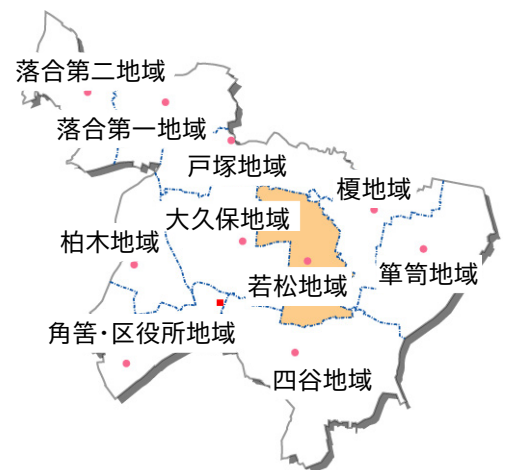 落合第二地域
落合第一地域
戸塚地域
榎地域
大久保地域
柏木地域
箪笥地域
若松地域
角筈・区役所地域
四谷地域